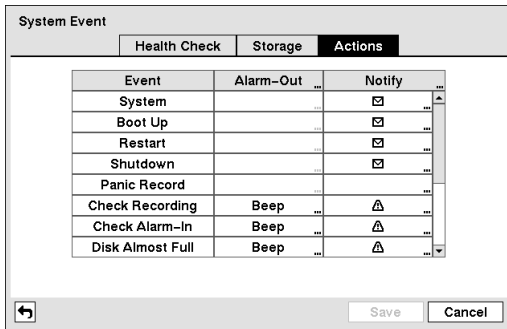 System Event
Health Check Storage Actions
Event Alarm-Out ... Notify ...
System ... ...
Boot Up ... ...
Restart ... ...
Shutdown ... ...
Panic Record ... ...
Check Recording Beep ... ...
Check Alarm-In Beep ... ...
Disk Almost Full Beep ... ...
Save Cancel